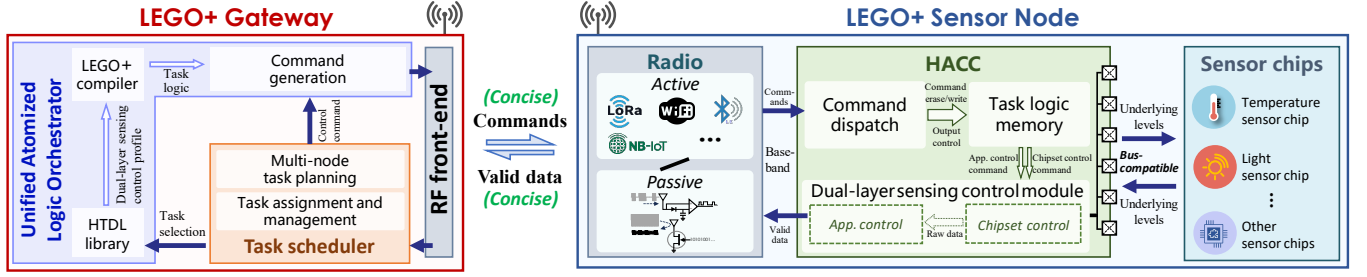 LEGO+ Gateway
Unified Atomized
Logic Orchestrator
LEGO+
compiler
Task
logic
Command
generation
Dual-layer sensing
control profile
Control
command
HTDL
library
Task
selection
Multi-node
task planning
Task assignment and
management
Task scheduler
RF front-end
(Concise)
Commands
Valid data
(Concise)
LEGO+ Sensor Node
Radio
Active
LoRa
WiFi
NB-IoT
...
Passive
Comm-
ands
Base-
band
Valid
data
HACC
Command
dispatch
Command
erase/write
Output
control
Task logic
memory
App. control
command
Chipset control
command
Dual-layer sensing control module
App. control
Raw data
Chipset control
Underlying
levels
Bus-
compatible
Underlying
levels
Sensor chips
Temperature
sensor chip
Light
sensor chip
Other
sensor chips